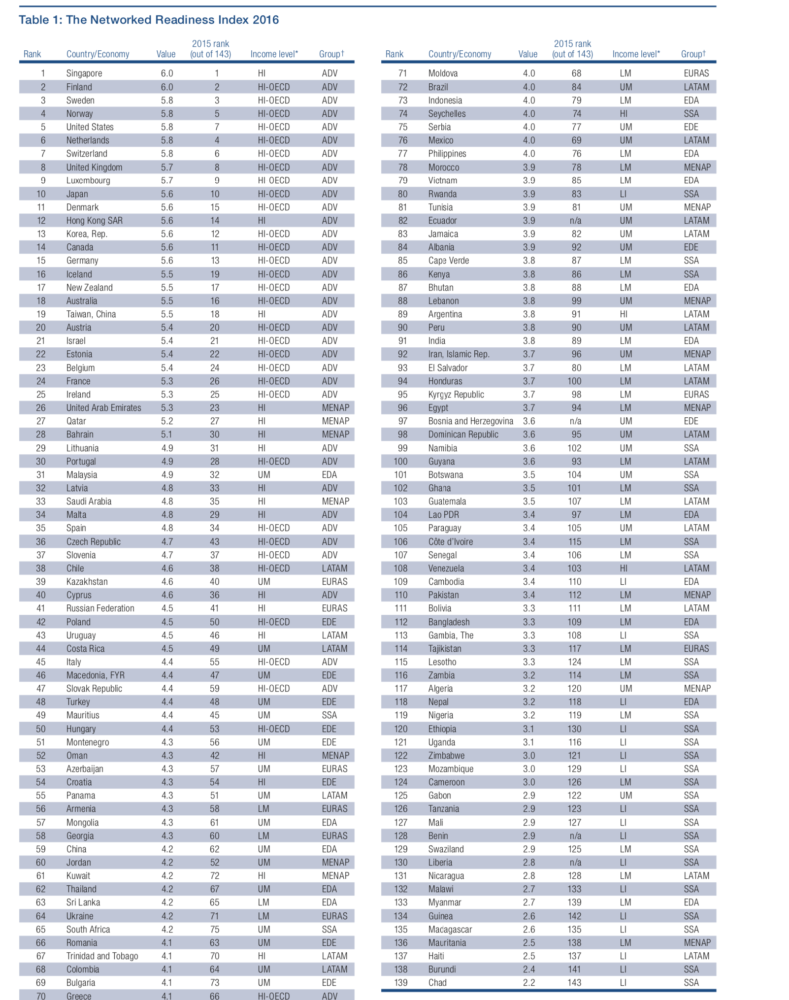 Table 1: The Networked Readiness Index 2016
Rank Country/Economy Value 2015 rank (out of 143) Income level* Group†
1 Singapore 6.0 1 HI ADV
2 Finland 6.0 2 HI-OECD ADV
3 Sweden 5.8 3 HI-OECD ADV
4 Norway 5.8 5 HI-OECD ADV
5 United States 5.8 7 HI-OECD ADV
6 Netherlands 5.8 4 HI-OECD ADV
7 Switzerland 5.8 6 HI-OECD ADV
8 United Kingdom 5.7 8 HI-OECD ADV
9 Luxembourg 5.7 9 HI-OECD ADV
10 Japan 5.6 10 HI-OECD ADV
11 Denmark 5.6 15 HI-OECD ADV
12 Hong Kong SAR 5.6 14 HI ADV
13 Korea, Rep. 5.6 12 HI-OECD ADV
14 Canada 5.6 11 HI-OECD ADV
15 Germany 5.6 13 HI-OECD ADV
16 Iceland 5.5 19 HI-OECD ADV
17 New Zealand 5.5 17 HI-OECD ADV
18 Australia 5.5 16 HI-OECD ADV
19 Taiwan, China 5.5 18 HI ADV
20 Austria 5.4 20 HI-OECD ADV
21 Israel 5.4 21 HI-OECD ADV
22 Estonia 5.4 22 HI-OECD ADV
23 Belgium 5.4 24 HI-OECD ADV
24 France 5.3 26 HI-OECD ADV
25 Ireland 5.3 25 HI-OECD ADV
26 United Arab Emirates 5.3 23 HI MENAP
27 Qatar 5.2 27 HI MENAP
28 Bahrain 5.1 30 HI MENAP
29 Lithuania 4.9 31 HI ADV
30 Portugal 4.9 28 HI-OECD ADV
31 Malaysia 4.9 32 UM EDA
32 Latvia 4.8 33 HI ADV
33 Saudi Arabia 4.8 35 HI MENAP
34 Malta 4.8 29 HI ADV
35 Spain 4.8 34 HI-OECD ADV
36 Czech Republic 4.7 43 HI-OECD ADV
37 Slovenia 4.7 37 HI-OECD ADV
38 Chile 4.6 38 HI-OECD LATAM
39 Kazakhstan 4.6 40 UM EURAS
40 Cyprus 4.6 36 HI ADV
41 Russian Federation 4.5 41 HI EURAS
42 Poland 4.5 50 HI-OECD EDE
43 Uruguay 4.5 46 HI LATAM
44 Costa Rica 4.5 49 UM LATAM
45 Italy 4.4 55 HI-OECD ADV
46 Macedonia, FYR 4.4 47 UM EDE
47 Slovak Republic 4.4 59 HI-OECD ADV
48 Turkey 4.4 48 UM EDE
49 Mauritius 4.4 45 UM SSA
50 Hungary 4.4 53 HI-OECD EDE
51 Montenegro 4.3 56 UM EDE
52 Oman 4.3 42 HI MENAP
53 Azerbaijan 4.3 57 UM EURAS
54 Croatia 4.3 54 HI EDE
55 Panama 4.3 51 UM LATAM
56 Armenia 4.3 58 LM EURAS
57 Mongolia 4.3 61 UM EDA
58 Georgia 4.3 60 LM EURAS
59 China 4.2 62 UM EDA
60 Jordan 4.2 52 UM MENAP
61 Kuwait 4.2 72 HI MENAP
62 Thailand 4.2 67 UM EDA
63 Sri Lanka 4.2 65 LM EDA
64 Ukraine 4.2 71 LM EURAS
65 South Africa 4.2 75 UM SSA
66 Romania 4.1 63 UM EDE
67 Trinidad and Tobago 4.1 70 HI LATAM
68 Colombia 4.1 64 UM LATAM
69 Bulgaria 4.1 73 UM EDE
70 Greece 4.1 66 HI-OECD ADV
Rank Country/Economy Value 2015 rank (out of 143) Income level* Group†
71 Moldova 4.0 68 LM EURAS
72 Brazil 4.0 84 UM LATAM
73 Indonesia 4.0 79 LM EDA
74 Seychelles 4.0 74 HI SSA
75 Serbia 4.0 77 UM EDE
76 Mexico 4.0 69 UM LATAM
77 Philippines 4.0 76 LM EDA
78 Morocco 3.9 78 LM MENAP
79 Vietnam 3.9 85 LM EDA
80 Rwanda 3.9 83 LI SSA
81 Tunisia 3.9 81 UM MENAP
82 Ecuador 3.9 n/a UM LATAM
83 Jamaica 3.9 82 UM LATAM
84 Albania 3.9 92 UM EDE
85 Cape Verde 3.8 87 LM SSA
86 Kenya 3.8 86 LM SSA
87 Bhutan 3.8 88 LM EDA
88 Lebanon 3.8 99 UM MENAP
89 Argentina 3.8 91 HI LATAM
90 Peru 3.8 90 UM LATAM
91 India 3.8 89 LM EDA
92 Iran, Islamic Rep. 3.7 96 UM MENAP
93 El Salvador 3.7 80 LM LATAM
94 Honduras 3.7 100 LM LATAM
95 Kyrgyz Republic 3.7 98 LM EURAS
96 Egypt 3.7 94 LM MENAP
97 Bosnia and Herzegovina 3.6 n/a UM EDE
98 Dominican Republic 3.6 95 UM LATAM
99 Namibia 3.6 102 UM SSA
100 Guyana 3.6 93 LM LATAM
101 Botswana 3.5 104 UM SSA
102 Ghana 3.5 101 LM SSA
103 Guatemala 3.5 107 LM LATAM
104 Lao PDR 3.4 97 LM EDA
105 Paraguay 3.4 105 UM LATAM
106 Côte d'Ivoire 3.4 115 LM SSA
107 Senegal 3.4 106 LM SSA
108 Venezuela 3.4 103 HI LATAM
109 Cambodia 3.4 110 LI EDA
110 Pakistan 3.4 112 LM MENAP
111 Bolivia 3.3 111 LM LATAM
112 Bangladesh 3.3 109 LM EDA
113 Gambia, The 3.3 108 LI SSA
114 Tajikistan 3.3 117 LM EURAS
115 Lesotho 3.3 124 LM SSA
116 Zambia 3.2 114 LM SSA
117 Algeria 3.2 120 UM MENAP
118 Nepal 3.2 118 LI EDA
119 Nigeria 3.2 119 LM SSA
120 Ethiopia 3.1 130 LI SSA
121 Uganda 3.1 116 LI SSA
122 Zimbabwe 3.0 121 LI SSA
123 Mozambique 3.0 129 LI SSA
124 Cameroon 3.0 126 LM SSA
125 Gabon 2.9 122 UM SSA
126 Tanzania 2.9 123 LI SSA
127 Mali 2.9 127 LI SSA
128 Benin 2.9 n/a LI SSA
129 Swaziland 2.9 125 LM SSA
130 Liberia 2.8 n/a LI SSA
131 Nicaragua 2.8 128 LM LATAM
132 Malawi 2.7 133 LI SSA
133 Myanmar 2.7 139 LM EDA
134 Guinea 2.6 142 LI SSA
135 Madagascar 2.6 135 LI SSA
136 Mauritania 2.5 138 LM MENAP
137 Haiti 2.5 137 LI LATAM
138 Burundi 2.4 141 LI SSA
139 Chad 2.2 143 LI SSA